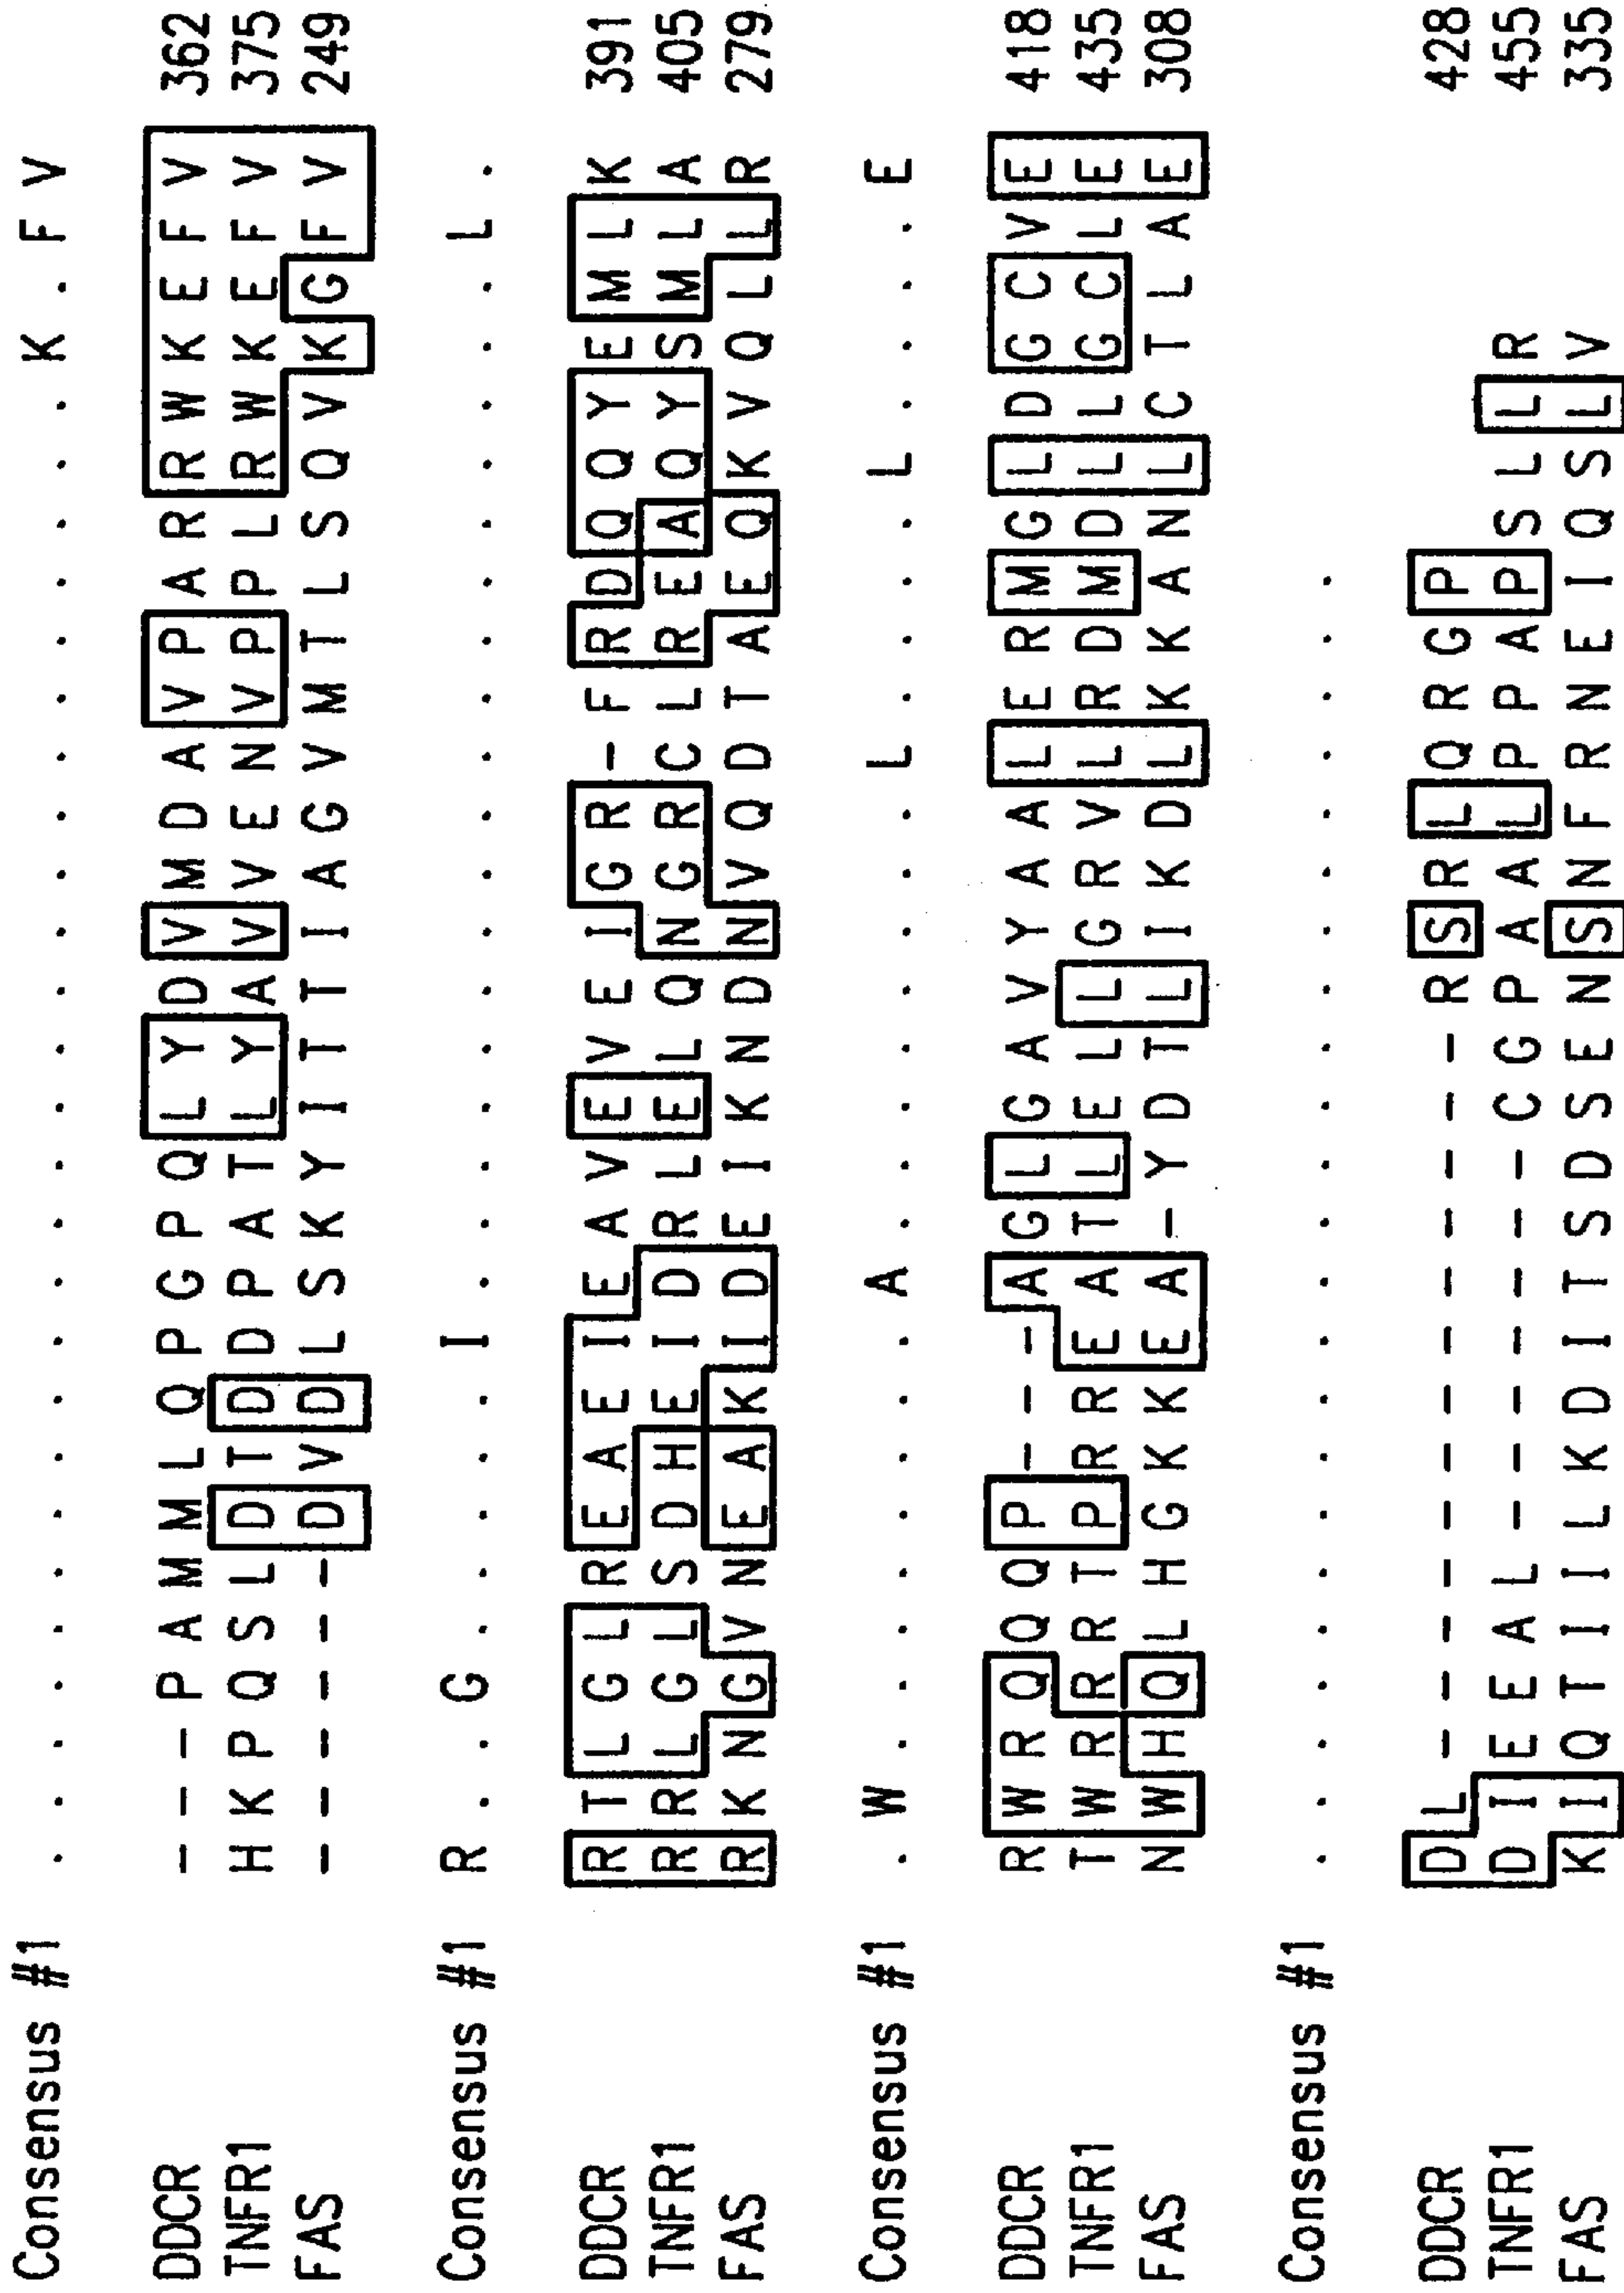 Consensus #1 . . . . . . . . . . . . . . . . . . . . . . . . . . K . F V
DDCR - - - P A M M L Q P G P Q L Y D V M D A V P A R R W K E F V 362
TNFR1 H K P Q S L D T D D P A T L Y A V V E N V P P L R W K E F V 375
FAS - - - - - - D V D L S K Y I T T I A G V M T L S Q V K G F V 249
Consensus #1 R . . G . . . . . I . . . . . . . . . . . . . . . . . . L .
DDCR R T L G L R E A E I E A V E V E I G R - F R D Q Q Y E M L K 391
TNFR1 R R L G L S D H E I D R L E L Q N G R C L R E A Q Y S M L A 405
FAS R K N G V N E A K I D E I K N D N V Q D T A E Q K V Q L L R 279
Consensus #1 . W . . . . . . . . A . . . . . . . . L . . . . L . . . . E
DDCR R W R Q Q Q P - - - A G L G A V Y A A L E R M G L D G C V E 418
TNFR1 T W R R R T P R R E A T L E L L G R V L R D M D L L G C L E 435
FAS N W H Q L H G K K E A - Y D T L I K D L K K A N L C T L A E 308
Consensus #1 . . . . . . . . . . . . . . . . . . . . . . .
DDCR D L - - - - - - - - - - - - - R S R L Q R G P 428
TNFR1 D I E E A L - - - - - - - C G P A A L P P A P S L L R 455
FAS K I Q T I I L K D I T S D S E N S N F R N E I Q S L V 335